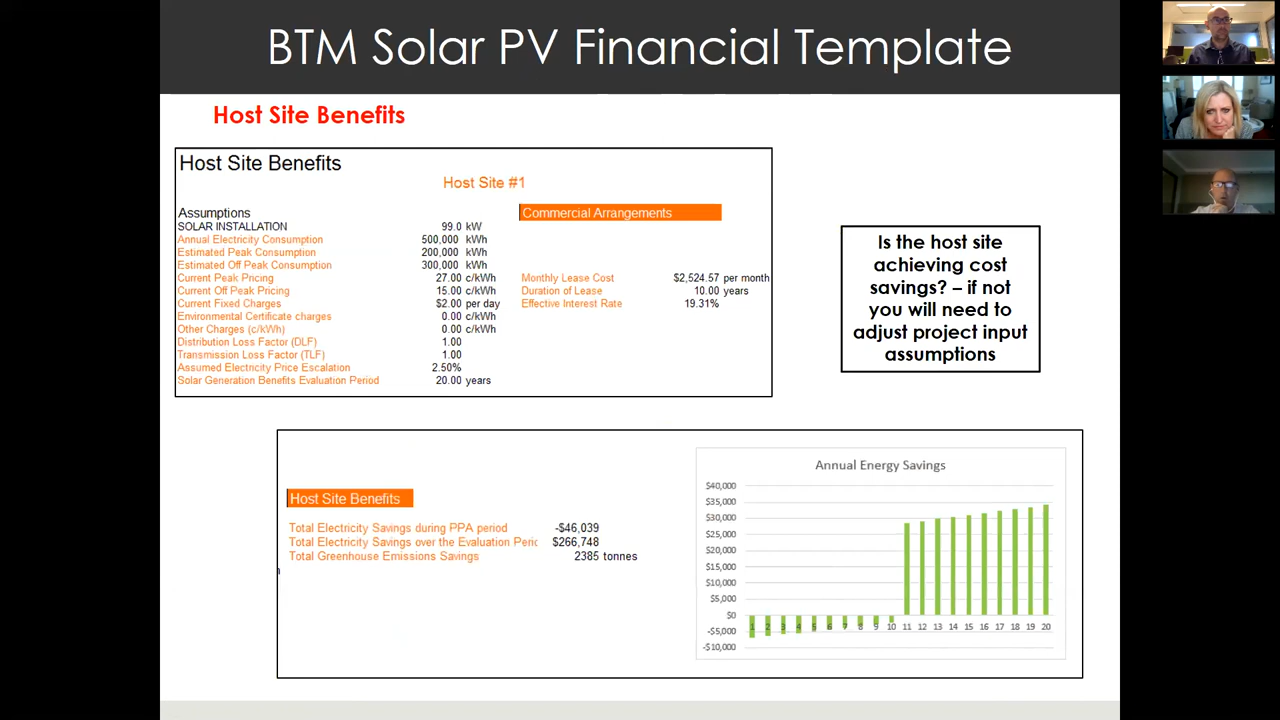 BTM Solar PV Financial Template
Host Site Benefits
Host Site Benefits
Host Site #1
Assumptions
Commercial Arrangements
SOLAR INSTALLATION 99.0 kW
Annual Electricity Consumption 500,000 kWh
Estimated Peak Consumption 200,000 kWh
Estimated Off Peak Consumption 300,000 kWh
Current Peak Pricing 27.00 c/kWh
Monthly Lease Cost $2,524.57 per month
Current Off Peak Pricing 15.00 c/kWh
Duration of Lease 10.00 years
Current Fixed Charges $2.00 per day
Effective Interest Rate 19.31%
Environmental Certificate charges 0.00 c/kWh
Other Charges (c/kWh) 0.00 c/kWh
Distribution Loss Factor (DLF) 1.00
Transmission Loss Factor (TLF) 1.00
Assumed Electricity Price Escalation 2.50%
Solar Generation Benefits Evaluation Period 20.00 years
Is the host site
achieving cost
savings? – if not
you will need to
adjust project input
assumptions
Host Site Benefits
Total Electricity Savings during PPA period -$46,039
Total Electricity Savings over the Evaluation Peric $266,748
Total Greenhouse Emissions Savings 2385 tonnes
Annual Energy Savings
$40,000
$35,000
$30,000
$25,000
$20,000
$15,000
$10,000
$5,000
$0
-$5,000
-$10,000
1 2 3 4 5 6 7 8 9 10 11 12 13 14 15 16 17 18 19 20